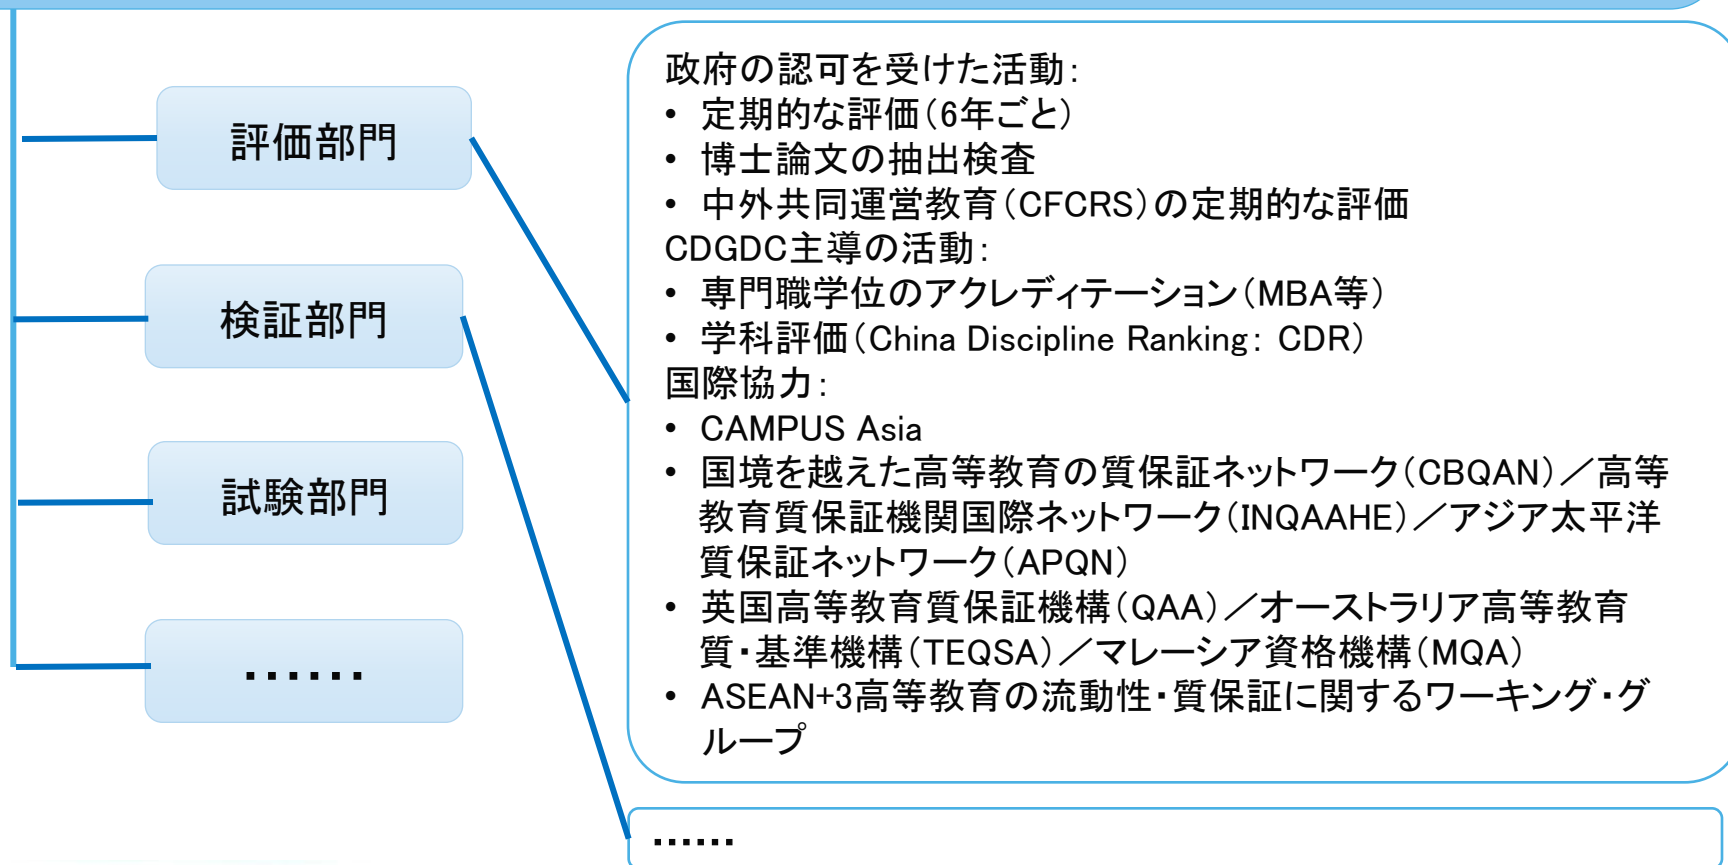 評価部門
検証部門
試験部門
……
政府の認可を受けた活動：
• 定期的な評価（6年ごと）
• 博士論文の抽出検査
• 中外共同運営教育（CFCRS）の定期的な評価
CDGDC主導の活動：
• 専門職学位のアクレディテーション（MBA等）
• 学科評価（China Discipline Ranking： CDR）
国際協力：
• CAMPUS Asia
• 国境を越えた高等教育の質保証ネットワーク（CBQAN）／高等
教育質保証機関国際ネットワーク（INQAAHE）／アジア太平洋
質保証ネットワーク（APQN）
• 英国高等教育質保証機構（QAA）／オーストラリア高等教育
質・基準機構（TEQSA）／マレーシア資格機構（MQA）
• ASEAN+3高等教育の流動性・質保証に関するワーキング・グ
ループ
……